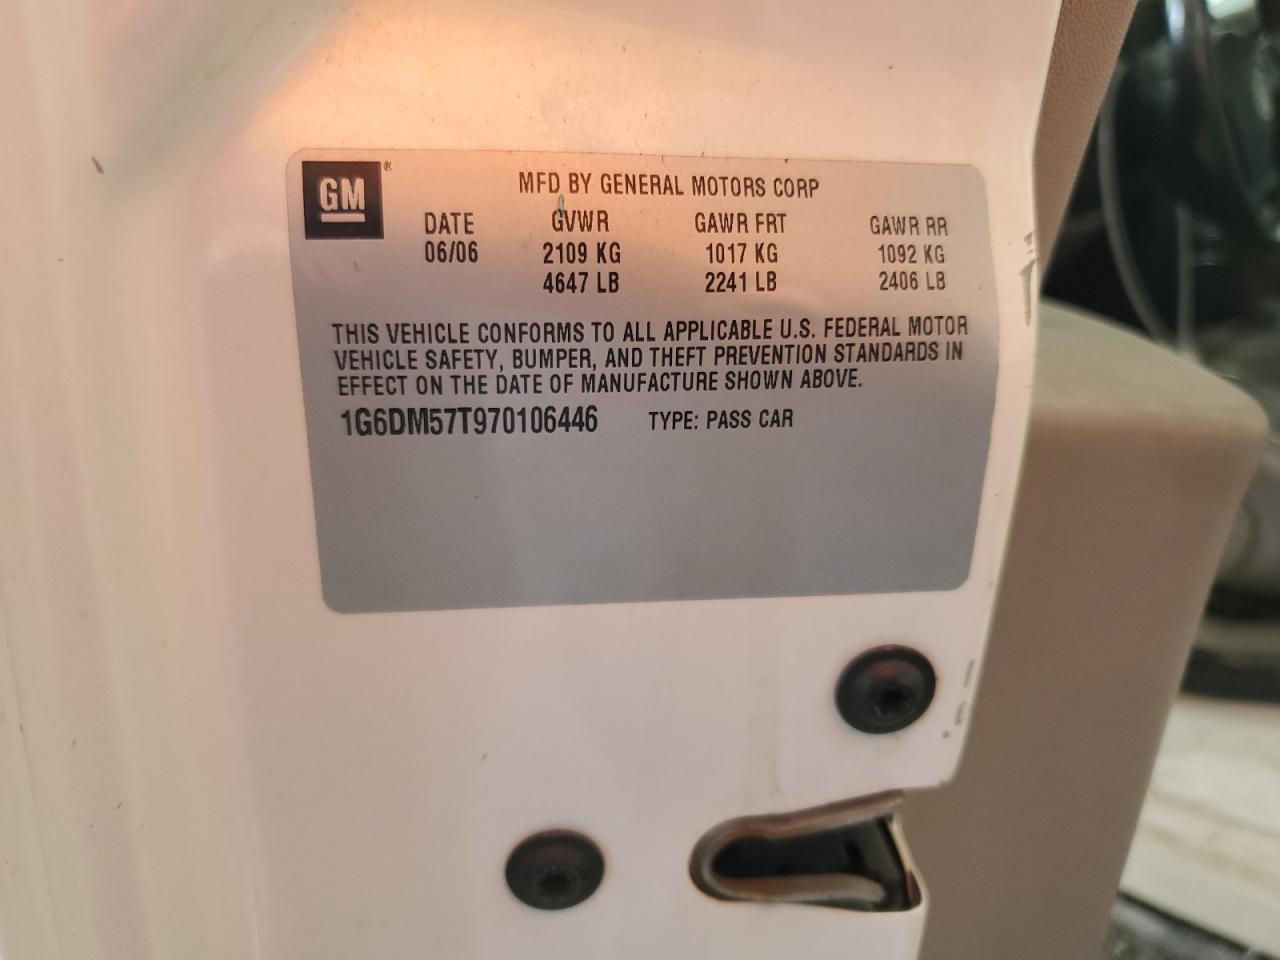 GM ®
MFD BY GENERAL MOTORS CORP
DATE GVWR GAWR FRT GAWR RR
06/06 2109 KG 1017 KG 1092 KG
4647 LB 2241 LB 2406 LB
THIS VEHICLE CONFORMS TO ALL APPLICABLE U.S. FEDERAL MOTOR
VEHICLE SAFETY, BUMPER, AND THEFT PREVENTION STANDARDS IN
EFFECT ON THE DATE OF MANUFACTURE SHOWN ABOVE.
1G6DM57T970106446 TYPE: PASS CAR